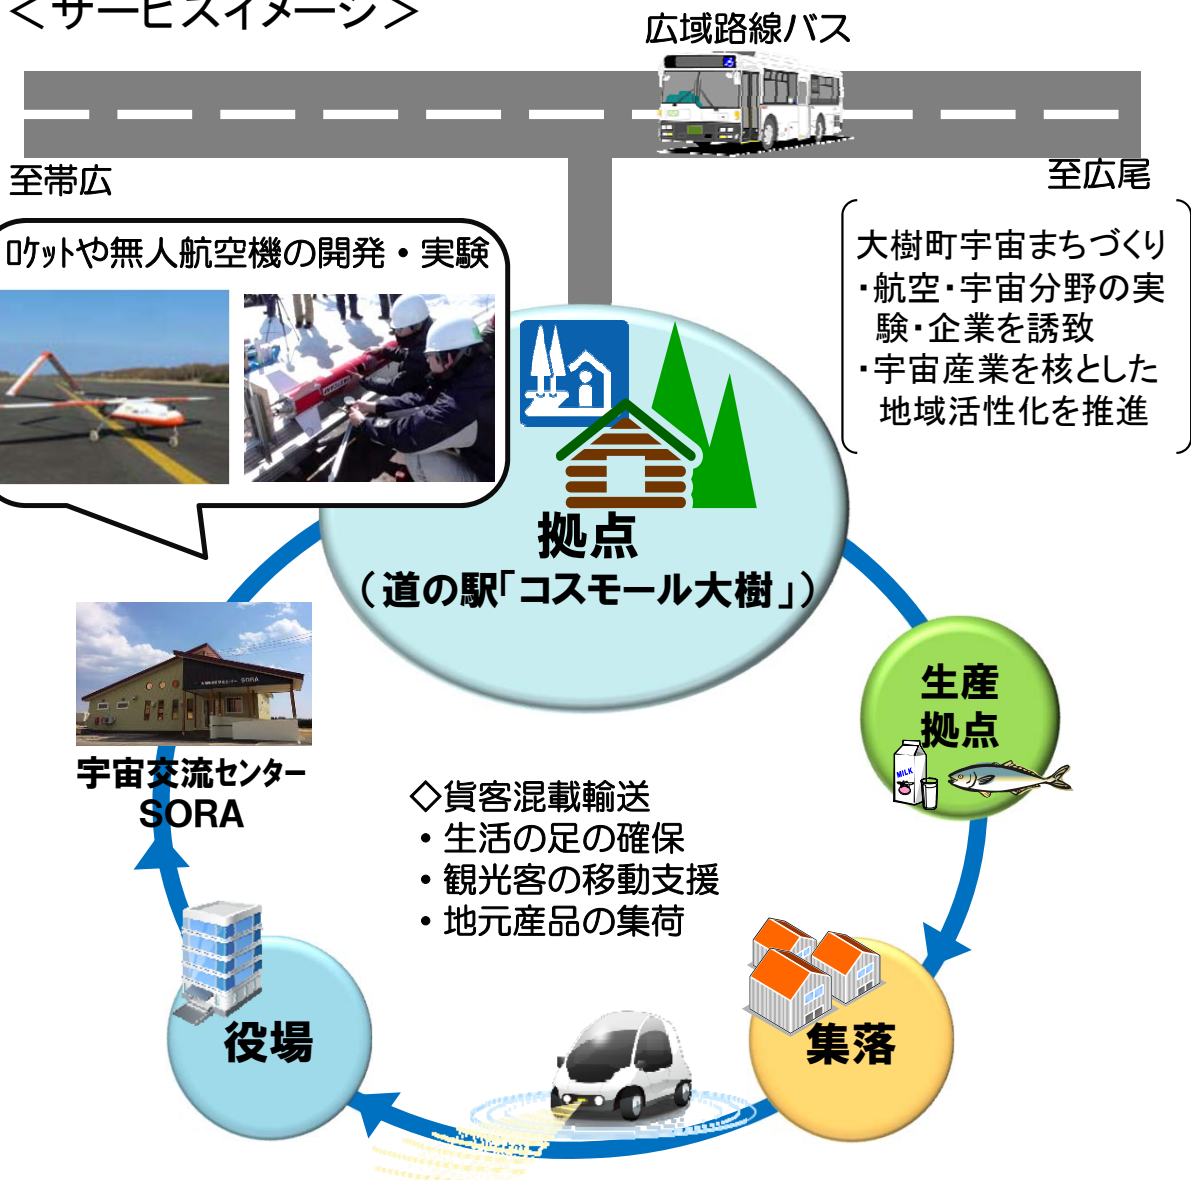 ＜サービスイメージ＞
広域路線バス
至帯広
至広尾
ﾛｹｯﾄや無人航空機の開発・実験
大樹町宇宙まちづくり
・航空・宇宙分野の実
験・企業を誘致
・宇宙産業を核とした
地域活性化を推進
拠点
（道の駅「コスモール大樹」）
生産
拠点
MILK
SORA
宇宙交流センター
SORA
◇貨客混載輸送
・生活の足の確保
・観光客の移動支援
・地元産品の集荷
役場
集落